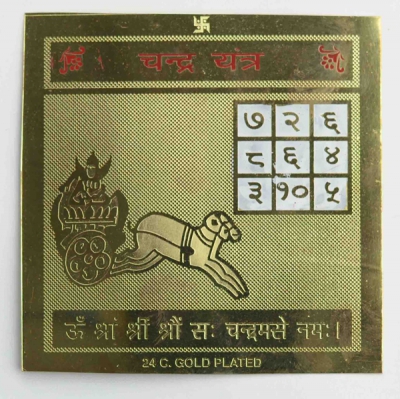 चन्द्र यंत्र
७ २ ६
८ ६ ४
३ १० ५
ॐ श्रां श्रीं श्रौं सः चन्द्रमसे नमः।
24 C. GOLD PLATED